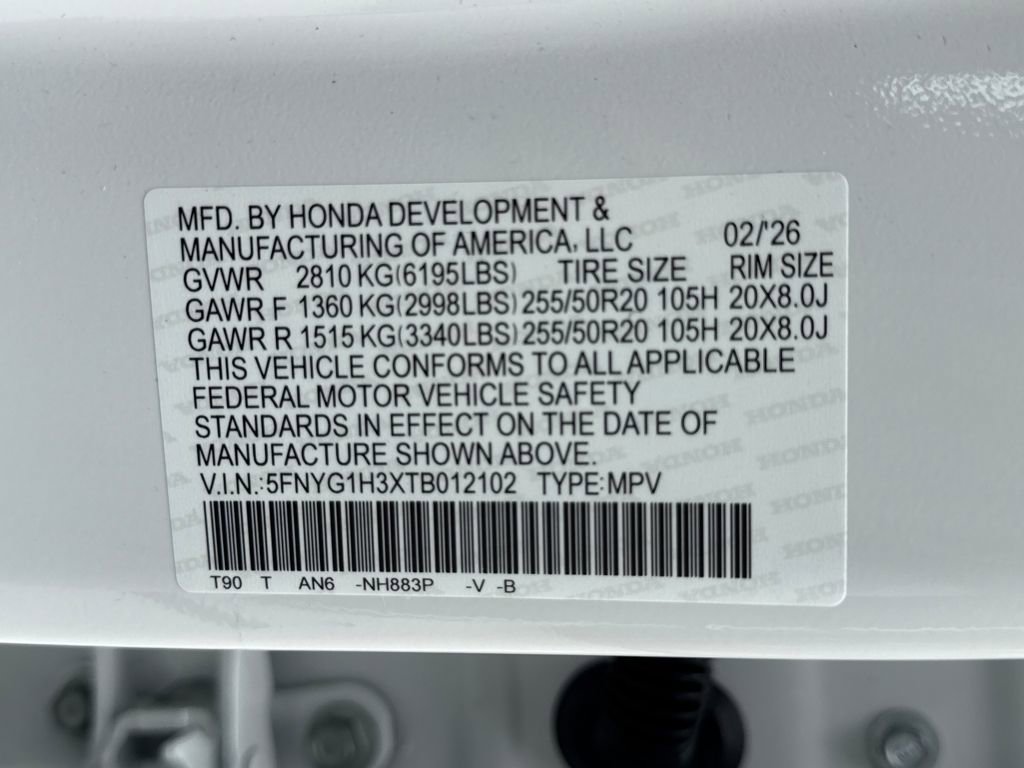 MFD. BY HONDA DEVELOPMENT &
MANUFACTURING OF AMERICA, LLC 02/'26
GVWR 2810 KG(6195LBS) TIRE SIZE RIM SIZE
GAWR F 1360 KG(2998LBS) 255/50R20 105H 20X8.0J
GAWR R 1515 KG(3340LBS) 255/50R20 105H 20X8.0J
THIS VEHICLE CONFORMS TO ALL APPLICABLE
FEDERAL MOTOR VEHICLE SAFETY
STANDARDS IN EFFECT ON THE DATE OF
MANUFACTURE SHOWN ABOVE.
V.I.N.:5FNYG1H3XTB012102 TYPE:MPV
T90 T AN6 -NH883P -V -B